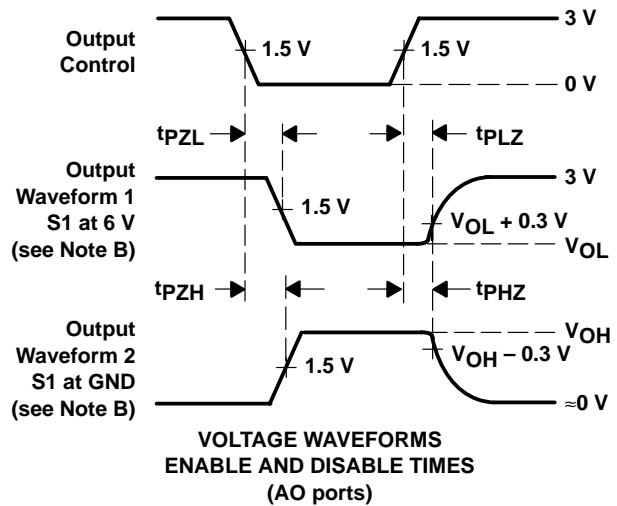 Output
Control
1.5 V
1.5 V
3 V
0 V
tPZL
tPLZ
Output
Waveform 1
S1 at 6 V
(see Note B)
1.5 V
3 V
VOL + 0.3 V
VOL
tPZH
tPHZ
Output
Waveform 2
S1 at GND
(see Note B)
1.5 V
VOH
VOH − 0.3 V
≈0 V
VOLTAGE WAVEFORMS
ENABLE AND DISABLE TIMES
(AO ports)